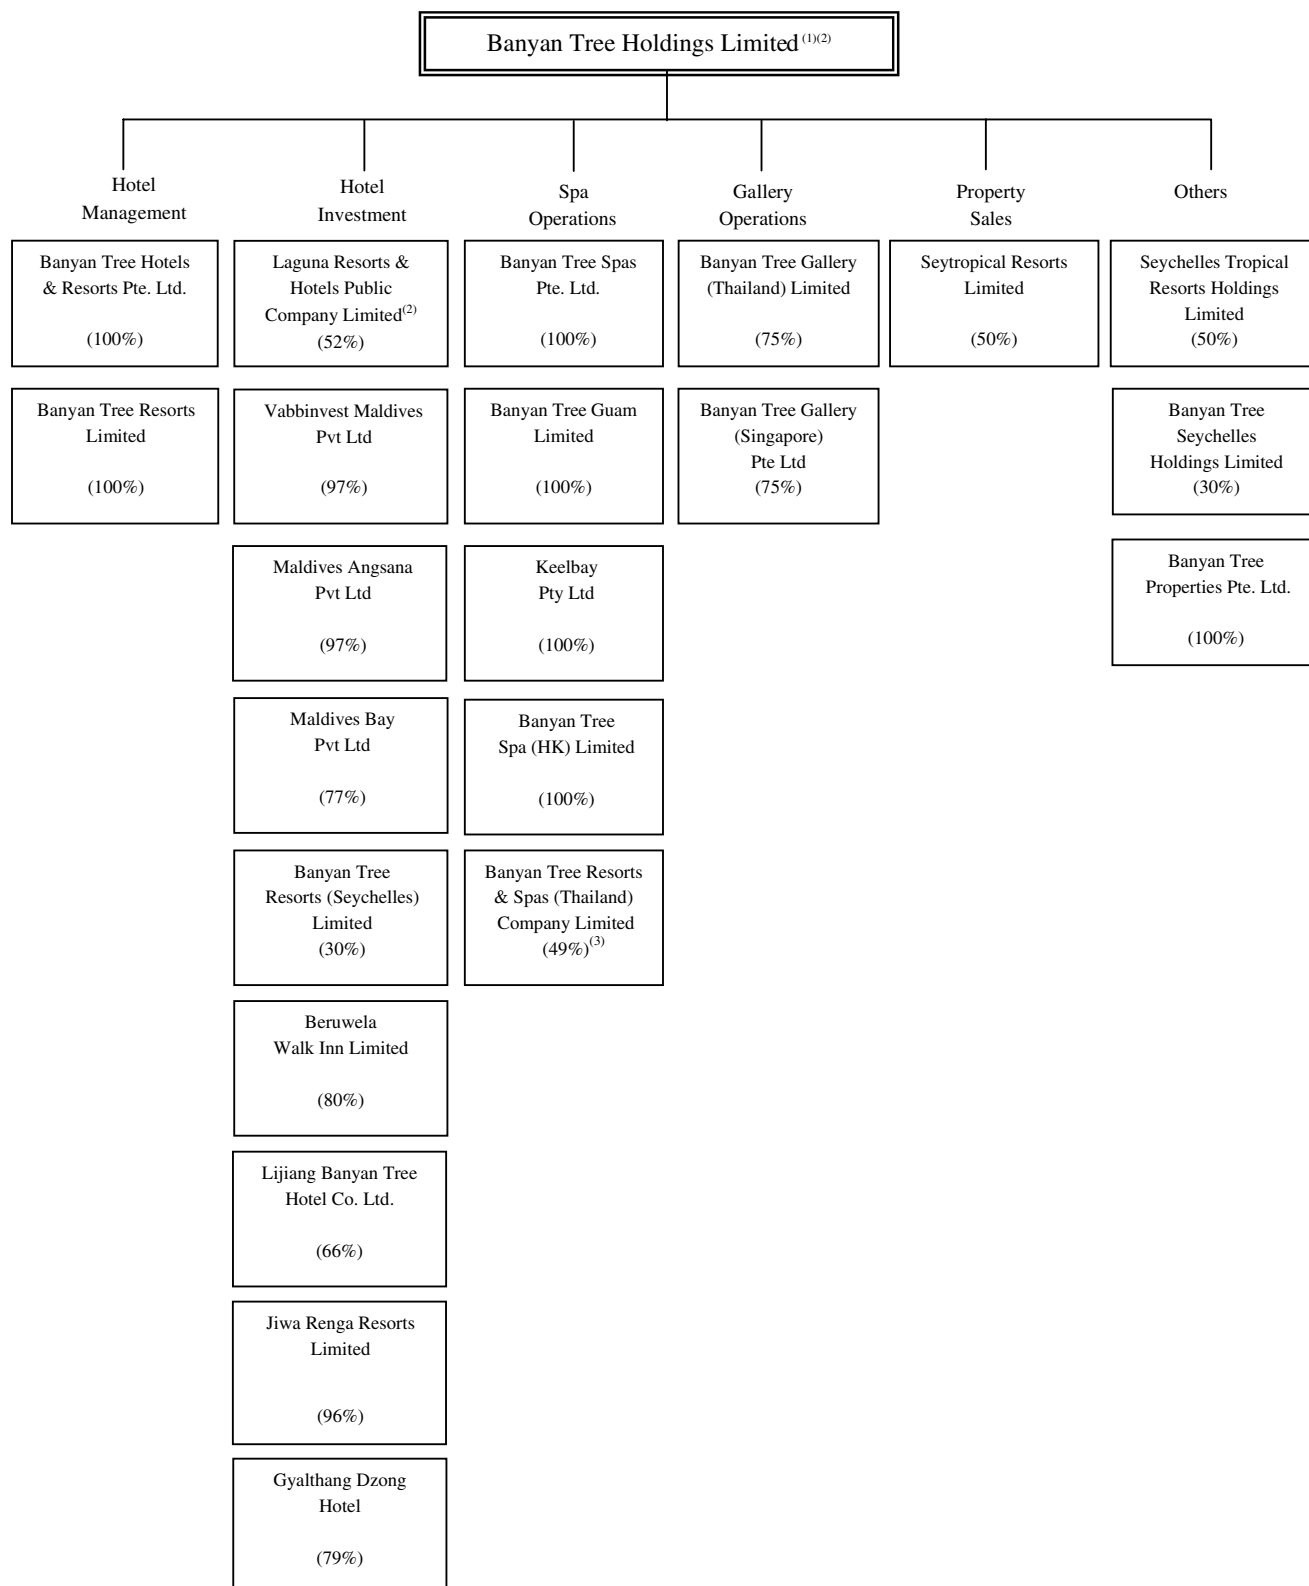 Banyan Tree Holdings Limited (1)(2)
Hotel
Management
Hotel
Investment
Spa
Operations
Gallery
Operations
Property
Sales
Others
Banyan Tree Hotels
& Resorts Pte. Ltd.
(100%)
Banyan Tree Resorts
Limited
(100%)
Laguna Resorts &
Hotels Public
Company Limited(2)
(52%)
Vabbinvest Maldives
Pvt Ltd
(97%)
Maldives Angsana
Pvt Ltd
(97%)
Maldives Bay
Pvt Ltd
(77%)
Banyan Tree
Resorts (Seychelles)
Limited
(30%)
Beruwela
Walk Inn Limited
(80%)
Lijiang Banyan Tree
Hotel Co. Ltd.
(66%)
Jiwa Renga Resorts
Limited
(96%)
Gyalthang Dzong
Hotel
(79%)
Banyan Tree Spas
Pte. Ltd.
(100%)
Banyan Tree Guam
Limited
(100%)
Keelbay
Pty Ltd
(100%)
Banyan Tree
Spa (HK) Limited
(100%)
Banyan Tree Resorts
& Spas (Thailand)
Company Limited
(49%)(3)
Banyan Tree Gallery
(Thailand) Limited
(75%)
Banyan Tree Gallery
(Singapore)
Pte Ltd
(75%)
Seytropical Resorts
Limited
(50%)
Seychelles Tropical
Resorts Holdings
Limited
(50%)
Banyan Tree
Seychelles
Holdings Limited
(30%)
Banyan Tree
Properties Pte. Ltd.
(100%)